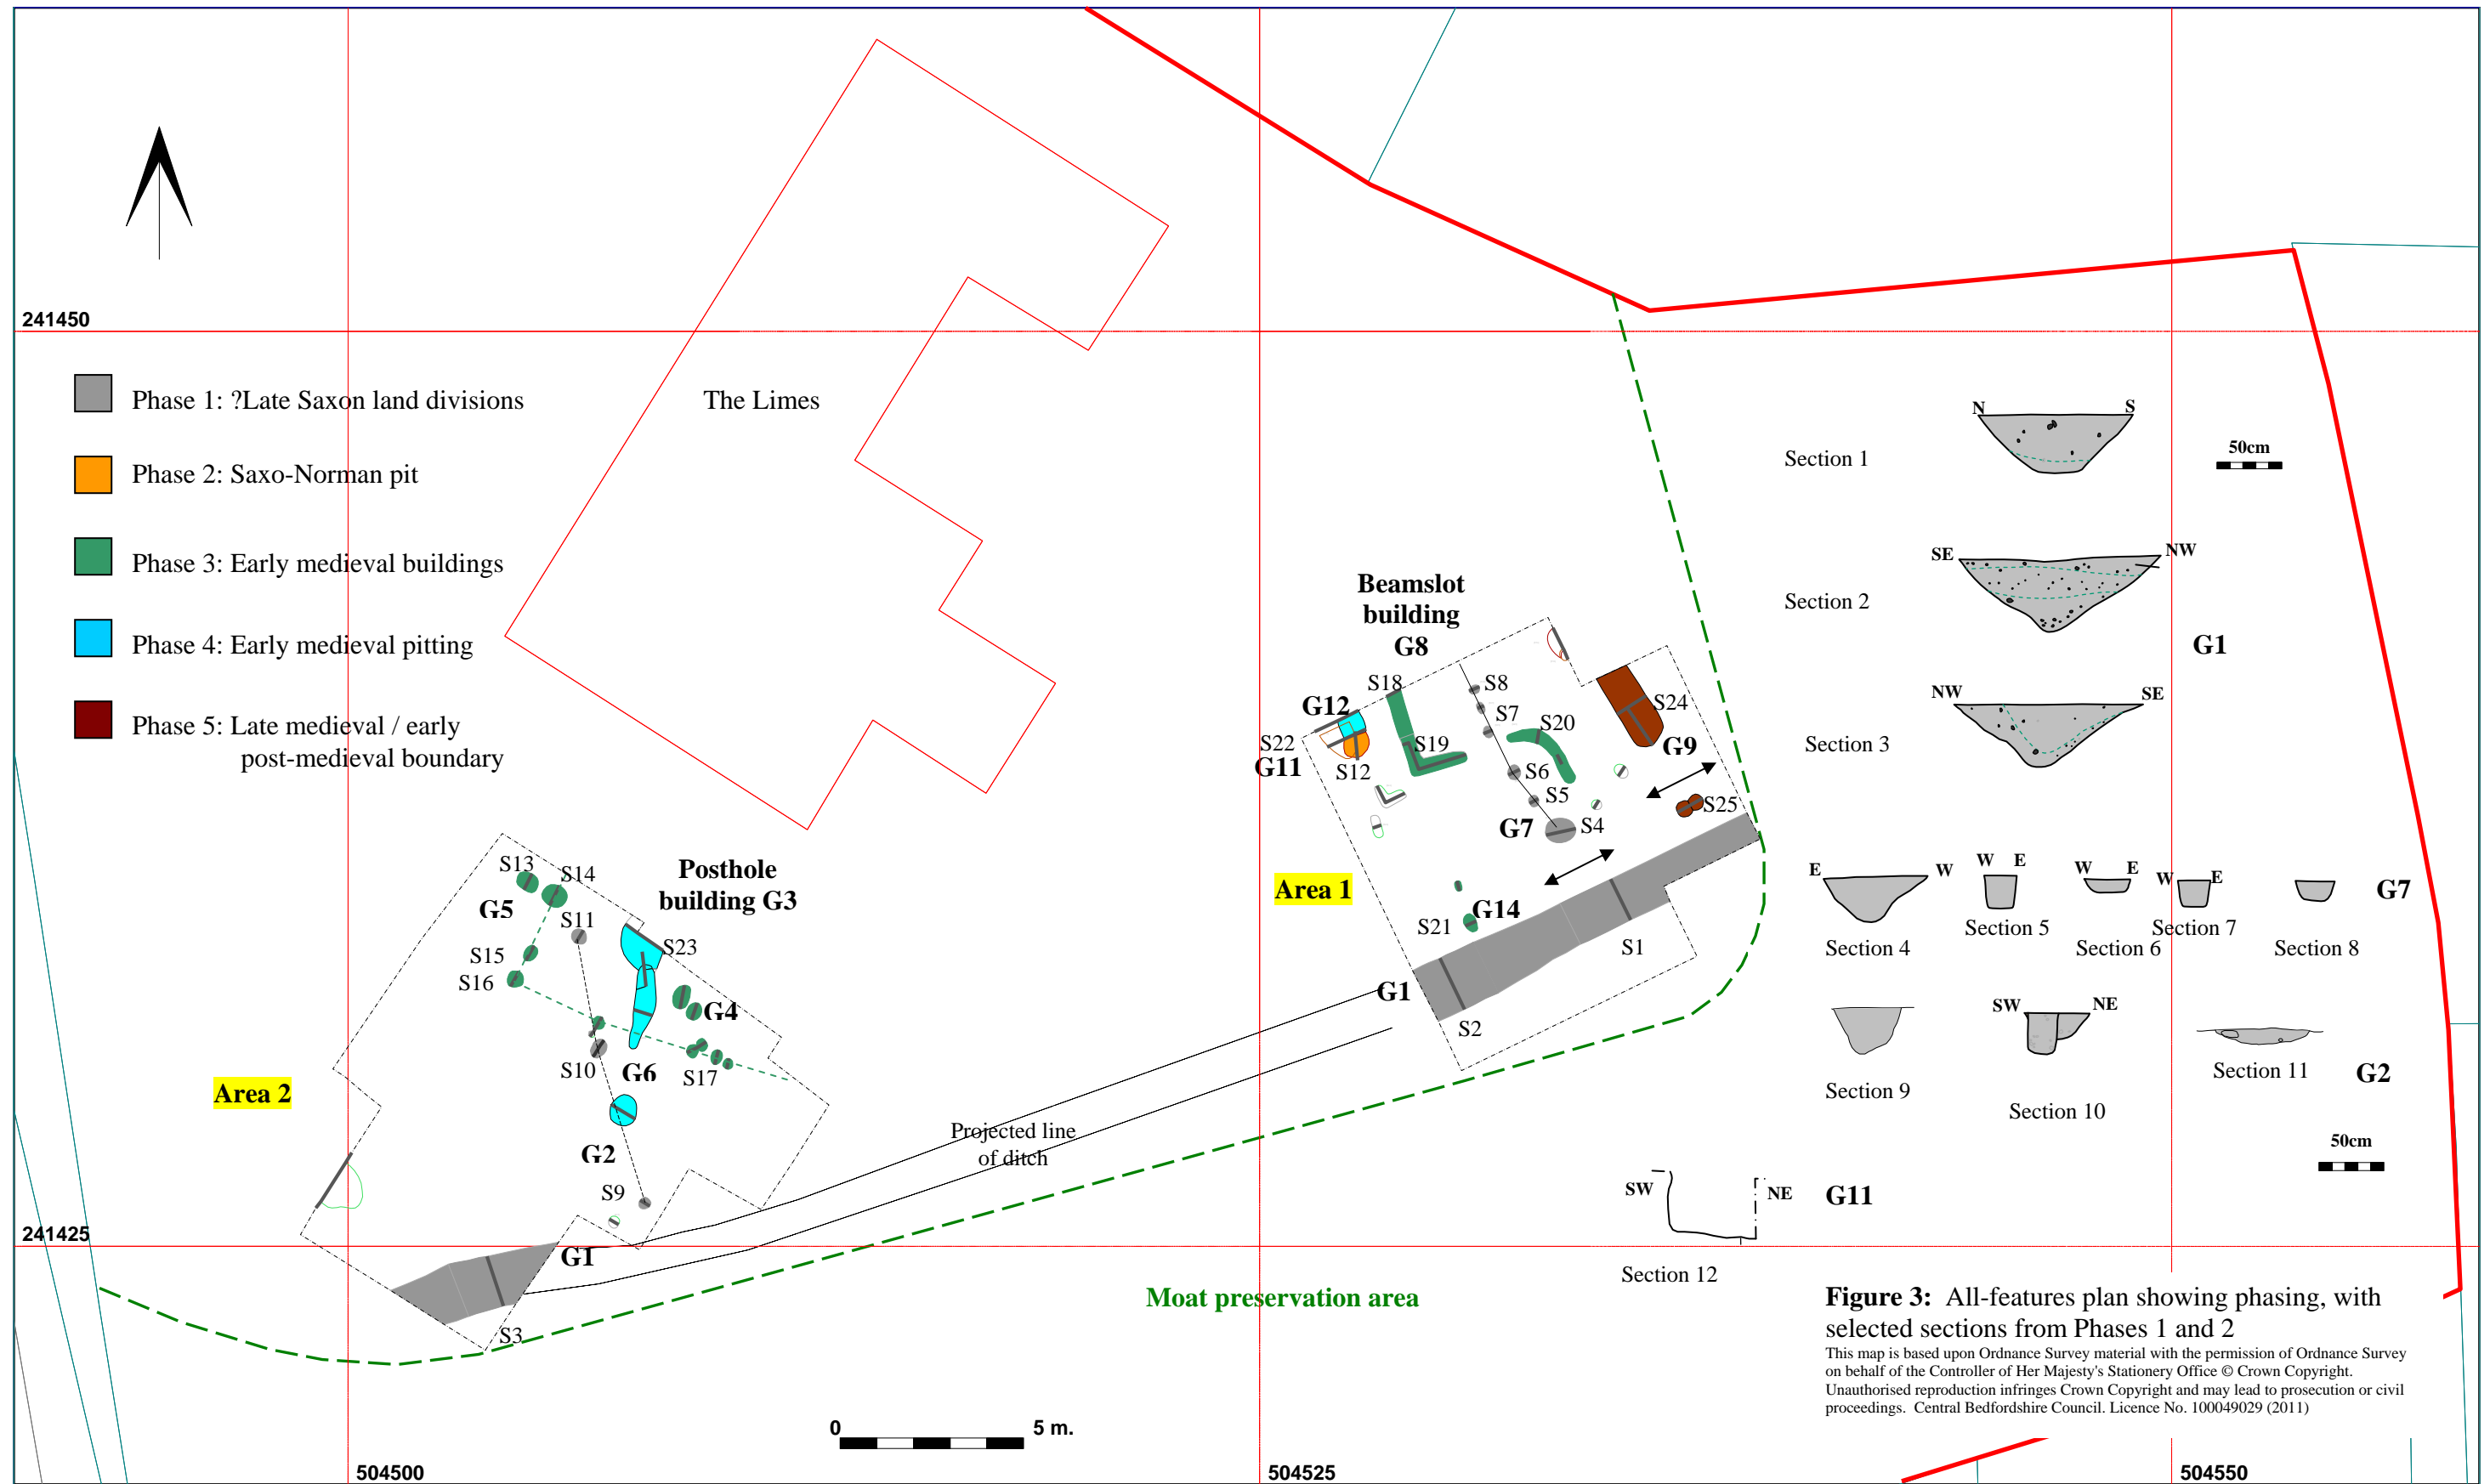 241450
Phase 1: ?Late Saxon land divisions
Phase 2: Saxo-Norman pit
Phase 3: Early medieval buildings
Phase 4: Early medieval pitting
Phase 5: Late medieval / early
post-medieval boundary
The Limes
Beamslot
building
G8
S18
G12
S22
G11
S12
S19
S8
S7
S20
S6
S5
G7
S4
S24
G9
S25
Area 1
G14
S21
S1
G1
S2
Posthole
building G3
S13
S14
G5
S11
S15
S16
S23
G4
S10
G6
S17
Area 2
G2
S9
G1
S3
241425
Projected line
of ditch
Moat preservation area
0
5 m.
504500
504525
504550
N
S
Section 1
50cm
SE
NW
Section 2
G1
NW
SE
Section 3
E
W
Section 4
W
E
Section 5
W
E
Section 6
W
E
Section 7
Section 8
G7
Section 9
SW
NE
Section 10
Section 11
G2
50cm
SW
NE
G11
Section 12
Figure 3: All-features plan showing phasing, with
selected sections from Phases 1 and 2
This map is based upon Ordnance Survey material with the permission of Ordnance Survey
on behalf of the Controller of Her Majesty's Stationery Office © Crown Copyright.
Unauthorised reproduction infringes Crown Copyright and may lead to prosecution or civil
proceedings. Central Bedfordshire Council. Licence No. 100049029 (2011)